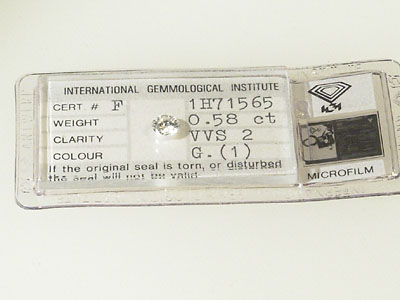 INTERNATIONAL GEMMOLOGICAL INSTITUTE
CERT. # F 1H71565
WEIGHT 0.58 ct
CLARITY VVS 2
COLOUR G.(1)
If the original seal is torn, or disturbed
the seal will not be valid
MICROFILM